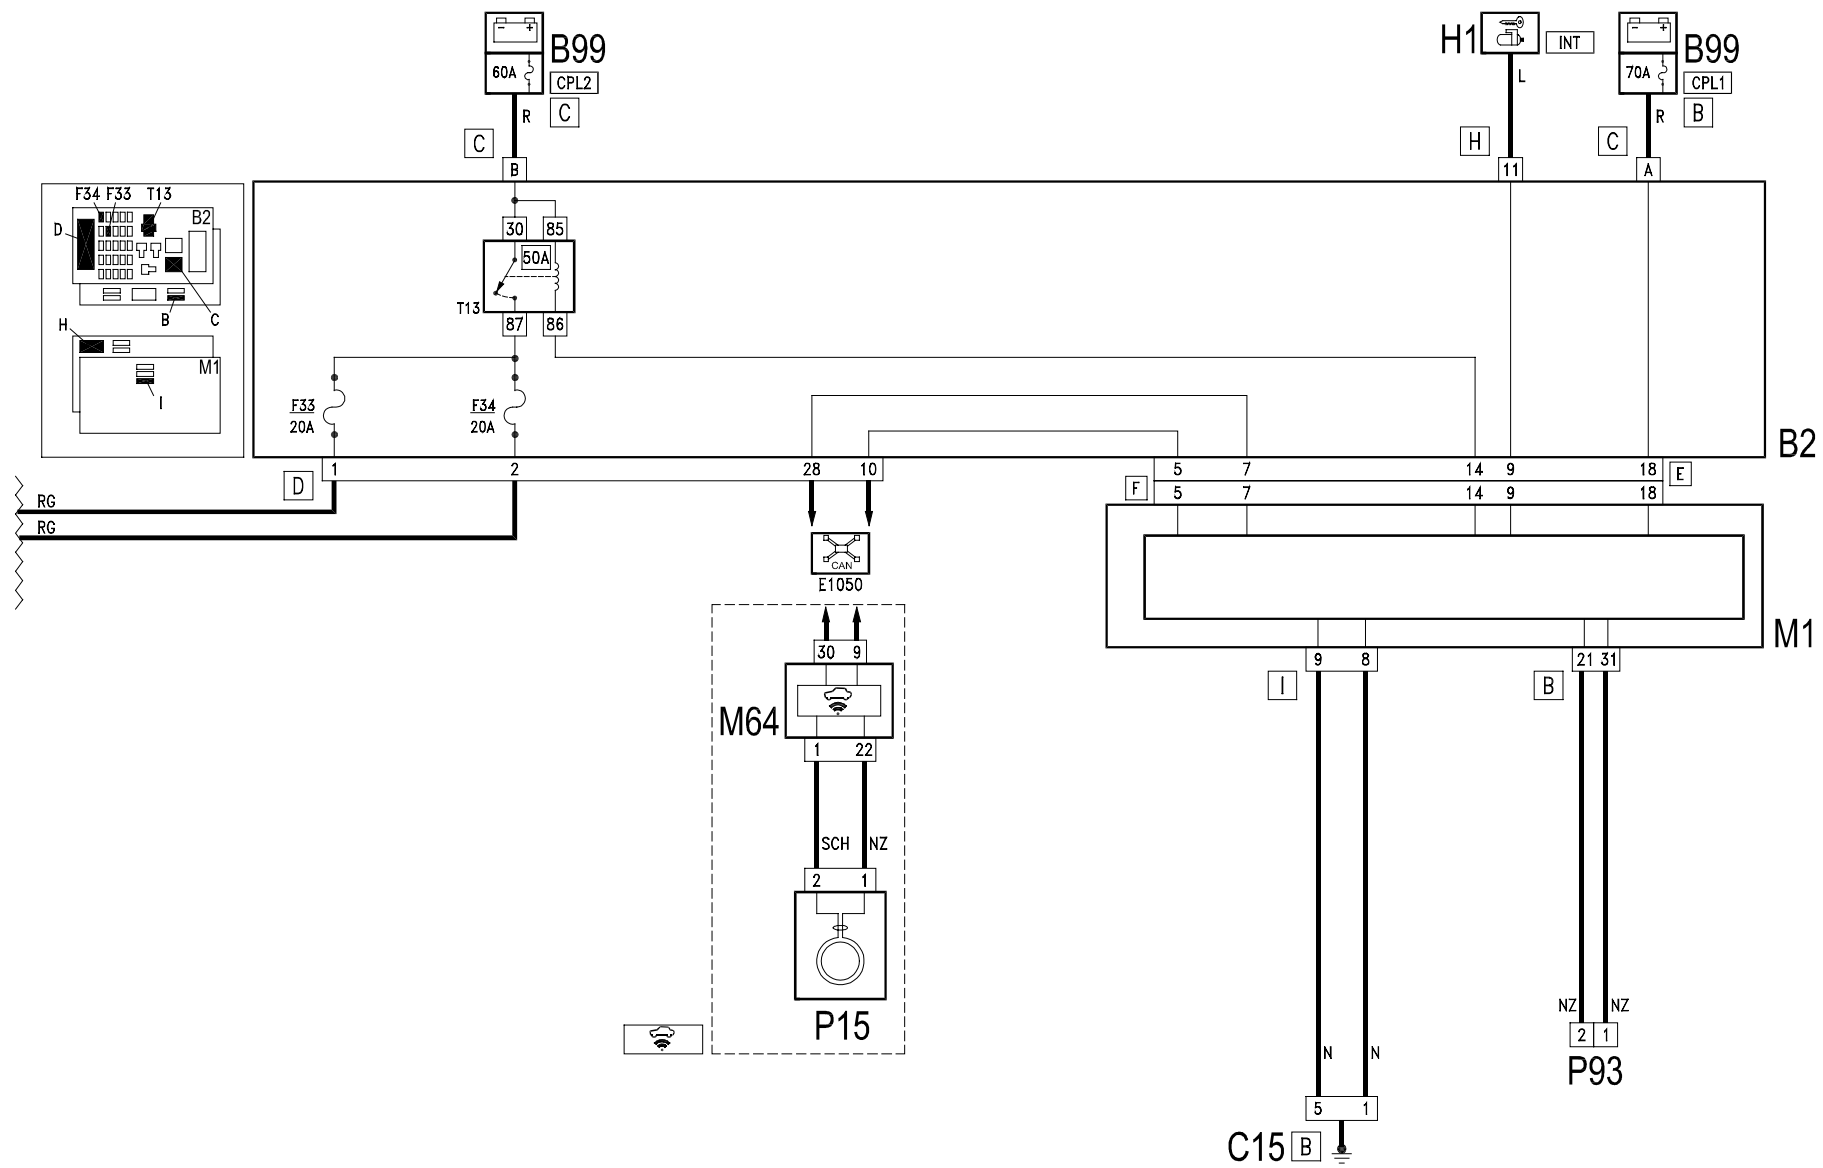 B99
60A
CPL2
C
R
C
B
H1
INT
L
H
11
B99
70A
CPL1
B
R
C
A
F34 F33 T13
B2
D
B
C
H
M1
I
30 85
50A
T13
87 86
F33
20A
F34
20A
B2
D
1 2 28 10
5 7 14 9 18
E
F
5 7 14 9 18
RG
RG
CAN
E1050
30 9
M64
1 22
SCH NZ
2 1
P15
M1
9 8
I
21 31
B
NZ NZ
2 1
P93
N N
5 1
C15
B